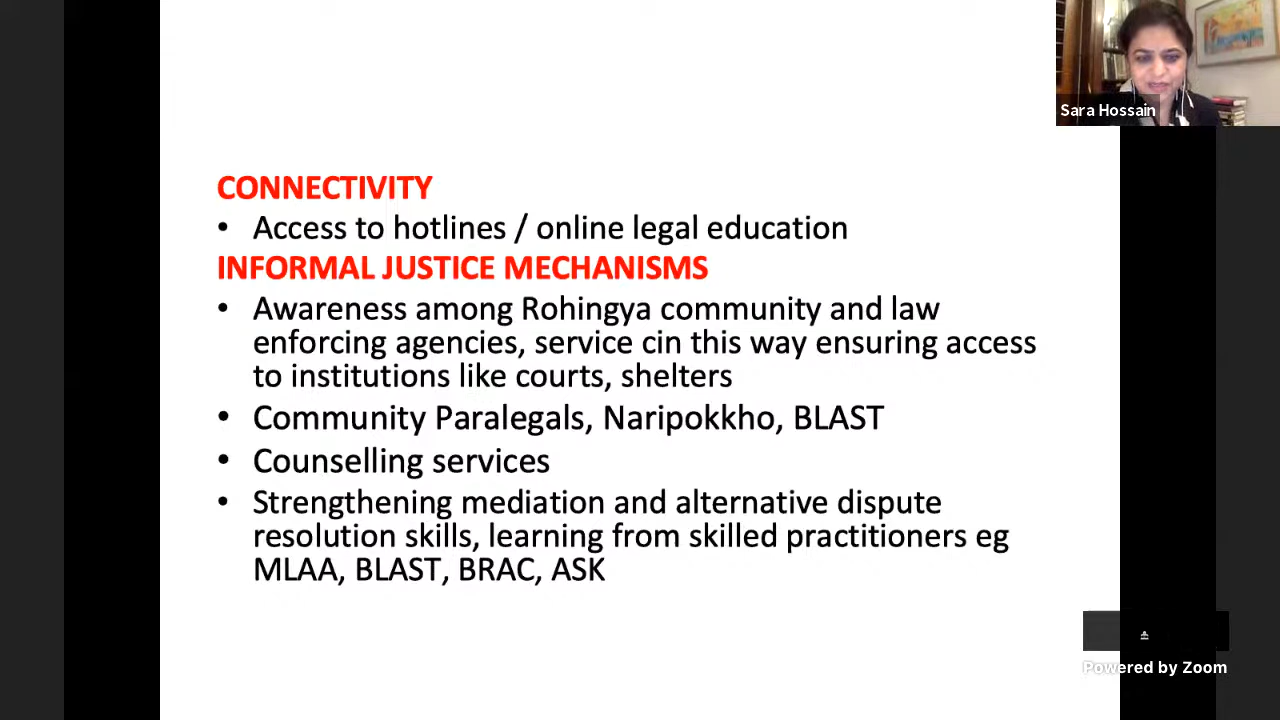 Sara Hossain
CONNECTIVITY
• Access to hotlines / online legal education
INFORMAL JUSTICE MECHANISMS
• Awareness among Rohingya community and law
enforcing agencies, service cin this way ensuring access
to institutions like courts, shelters
• Community Paralegals, Naripokkho, BLAST
• Counselling services
• Strengthening mediation and alternative dispute
resolution skills, learning from skilled practitioners eg
MLAA, BLAST, BRAC, ASK
Powered by Zoom